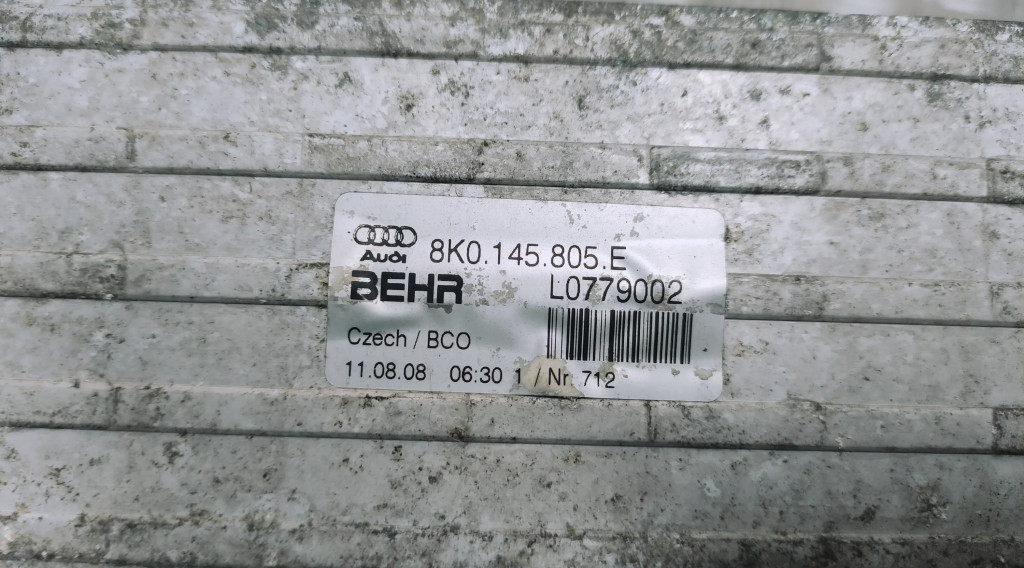 Audi 8K0.145.805.E
BEHR L0779002
Czech / BCO
11.08.08 06:30 1 / Nr. 712